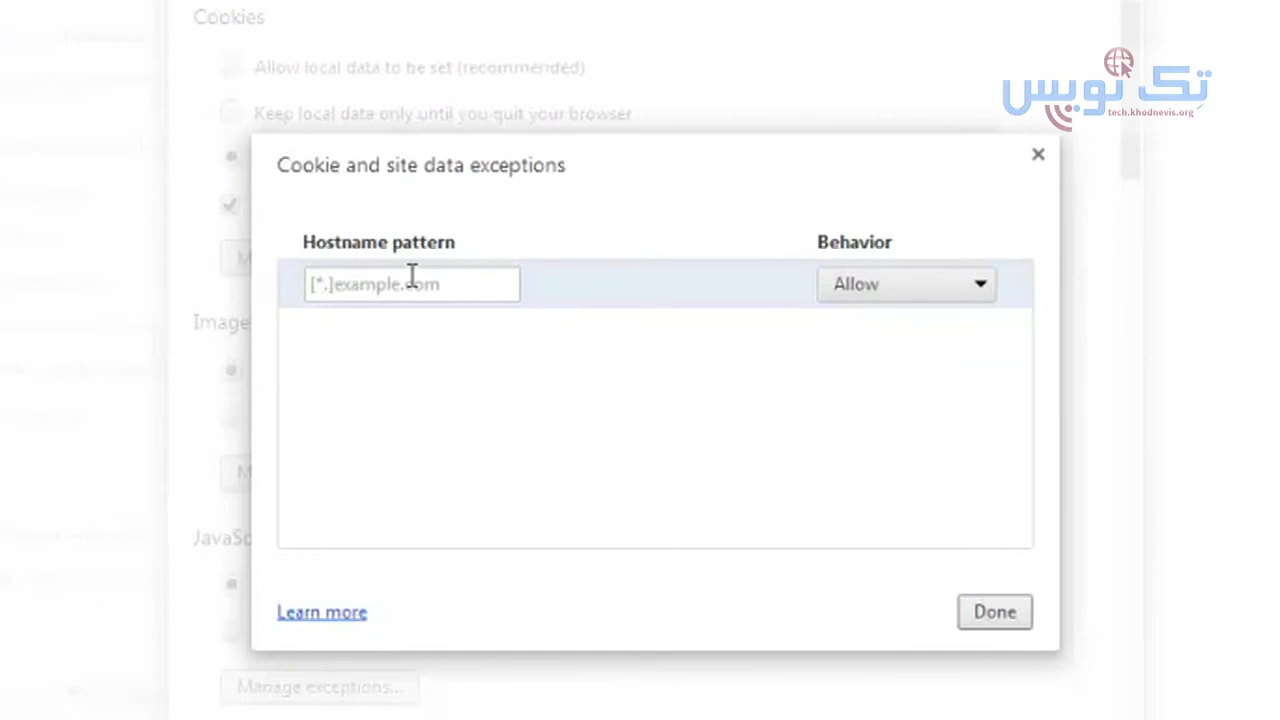 Cookies
Allow local data to be set (recommended)
Keep local data only until you quit your browser
تک نویس
tech.khodnevis.org
Cookie and site data exceptions
Hostname pattern
Behavior
[*.]example.com
Allow
Image
JavaSc
Learn more
Done
Manage exceptions...